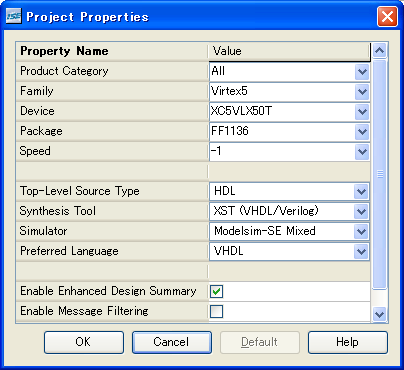 ISE Project Properties
Property Name Value
Product Category All
Family Virtex5
Device XC5VLX50T
Package FF1136
Speed -1
Top-Level Source Type HDL
Synthesis Tool XST (VHDL/Verilog)
Simulator Modelsim-SE Mixed
Preferred Language VHDL
Enable Enhanced Design Summary
Enable Message Filtering
OK Cancel Default Help